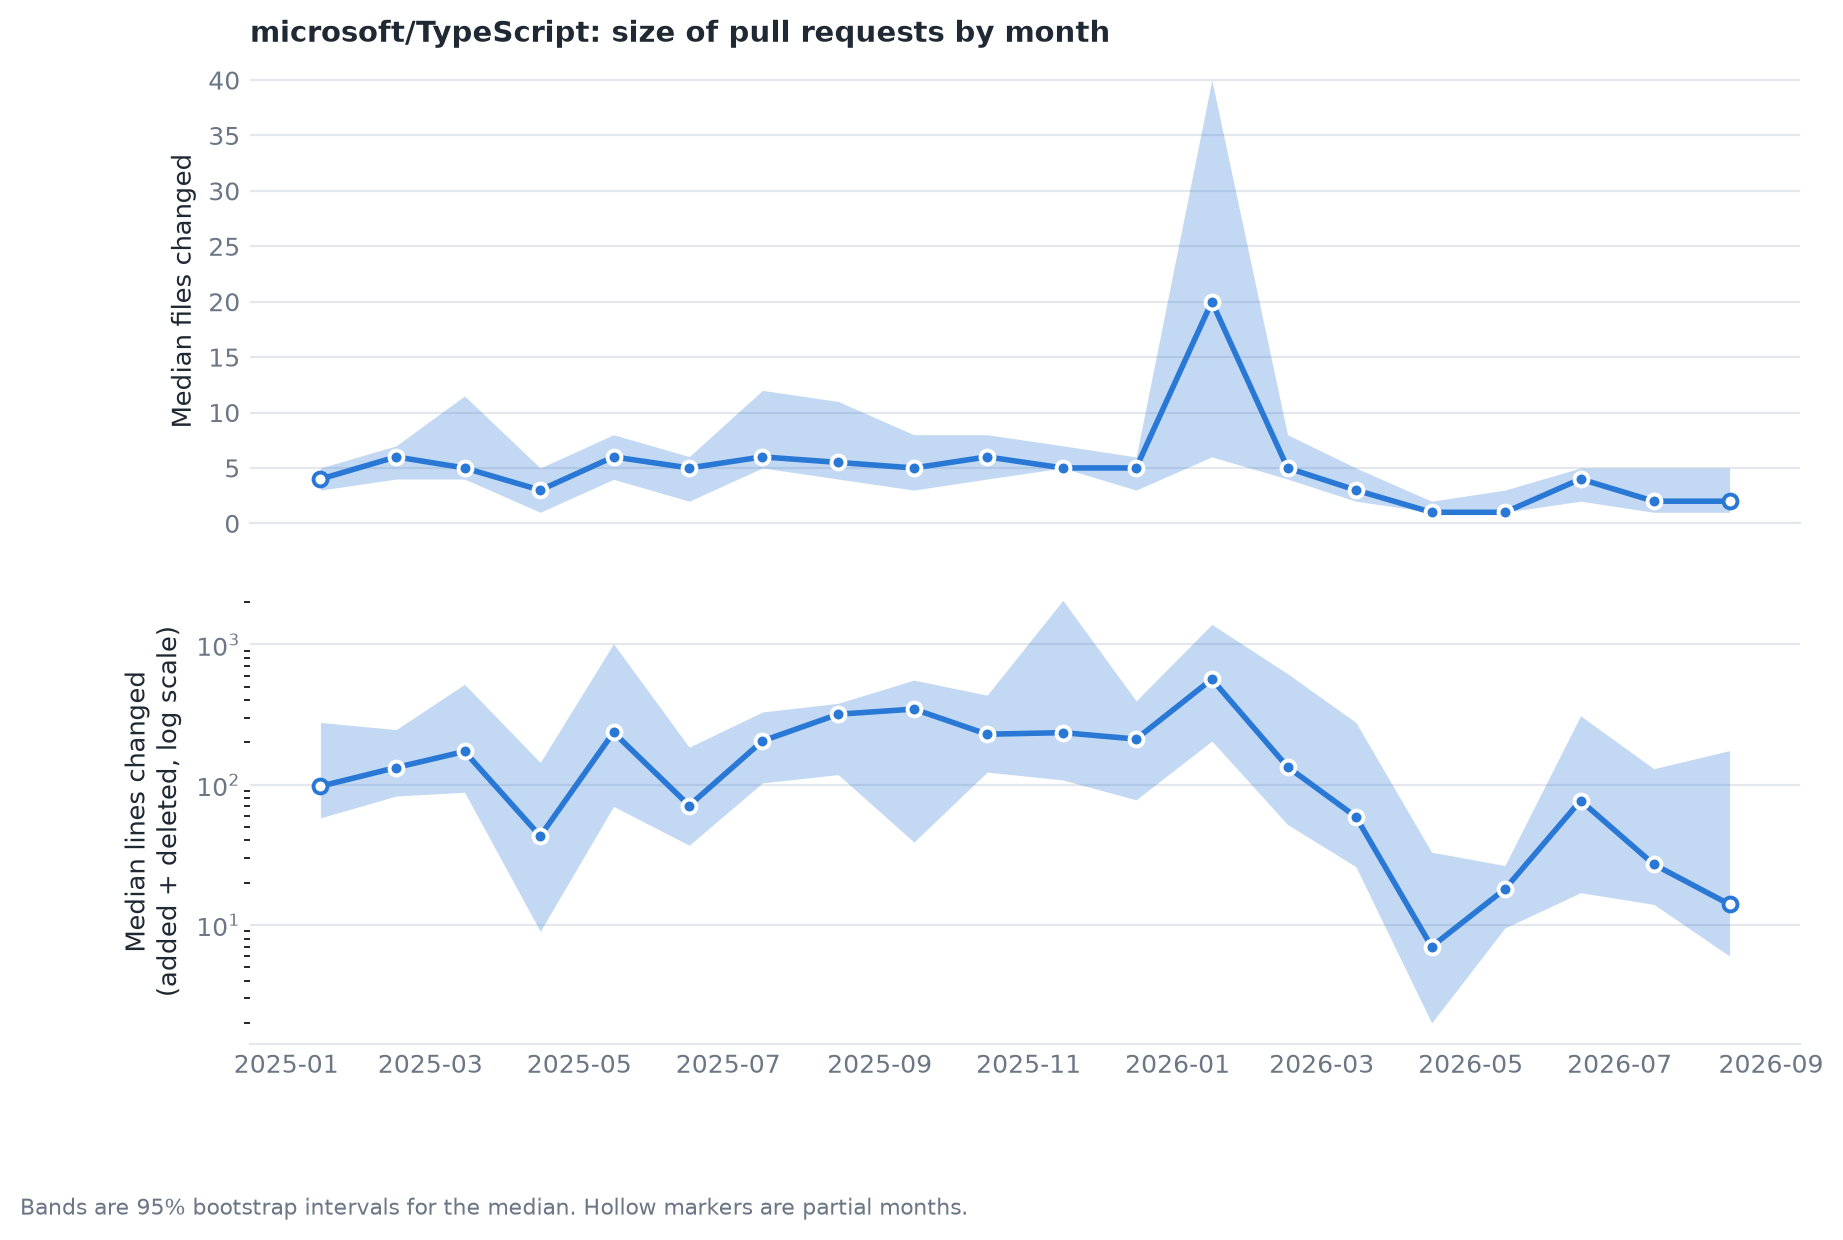 microsoft/TypeScript: size of pull requests by month
Median files changed
40
35
30
25
20
15
10
5
0
Median lines changed
(added + deleted, log scale)
10³
10²
10¹
2025-01 2025-03 2025-05 2025-07 2025-09 2025-11 2026-01 2026-03 2026-05 2026-07 2026-09
Bands are 95% bootstrap intervals for the median. Hollow markers are partial months.